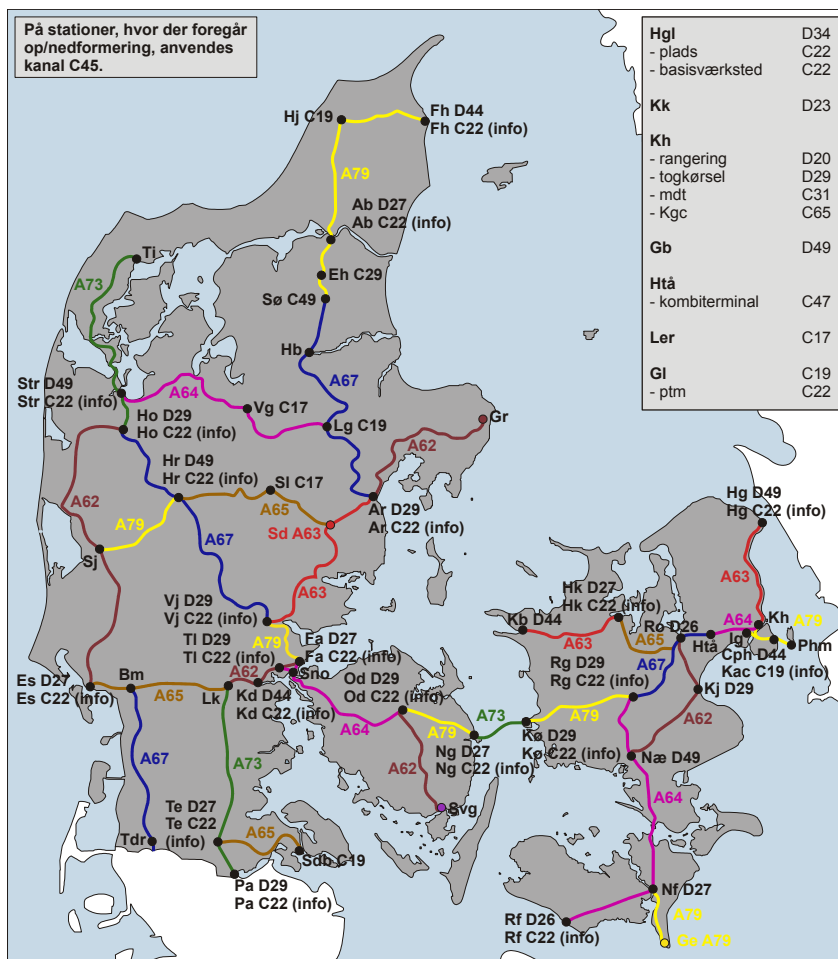 På stationer, hvor der foregår
op/nedformering, anvendes
kanal C45.
Hgl D34
- plads C22
- basisværksted C22
Kk D23
Kh
- rangering D20
- togkørsel D29
- mdt C31
- Kgc C65
Gb D49
Htå
- kombiterminal C47
Ler C17
Gl C19
- ptm C22
Hj C19
Fh D44
Fh C22 (info)
A79
Ab D27
Ab C22 (info)
Ti
A73
Eh C29
Sø C49
Hb
Str D49
Str C22 (info)
A64
A67
Vg C17
Lg C19
Gr
A62
Ho D29
Ho C22 (info)
Hr D49
Hr C22 (info)
Sl C17
A65
Ar D29
Ar C22 (info)
Sd A63
A62
A79
Sj
A67
A63
Hg D49
Hg C22 (info)
A63
Vj D29
Vj C22 (info)
A79
Tl D29
Tl C22 (info)
Fa D27
Fa C22 (info)
Sno
A62
Hk D27
Hk C22 (info)
Kb D44
A63
A65
Rø D26
A64
Htå
Ig
Kh
A79
Phm
Cph D44
Kac C19 (info)
Es D27
Es C22 (info)
Bm
A65
Lk
Kd D44
Kd C22 (info)
Od D29
Od C22 (info)
A64
A79
A73
A79
Rg D29
Rg C22 (info)
A67
Kj D29
A62
Ng D27
Ng C22 (info)
Kø D29
Kø C22 (info)
Næ D49
A67
A73
A62
Svg
A64
Te D27
Te C22
(info)
Tdr
A65
Sdb C19
Pa D29
Pa C22 (info)
Nf D27
Rf D26
Rf C22 (info)
A79
Ge A79